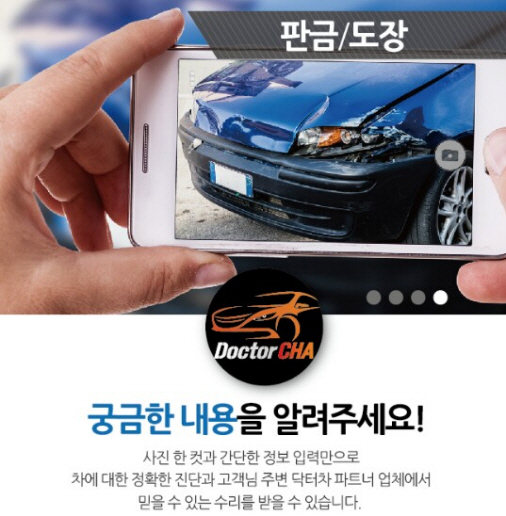 판금/도장
DoctorCHA
궁금한 내용을 알려주세요!
사진 한 컷과 간단한 정보 입력만으로
차에 대한 정확한 진단과 고객님 주변 닥터차 파트너 업체에서
믿을 수 있는 수리를 받을 수 있습니다.